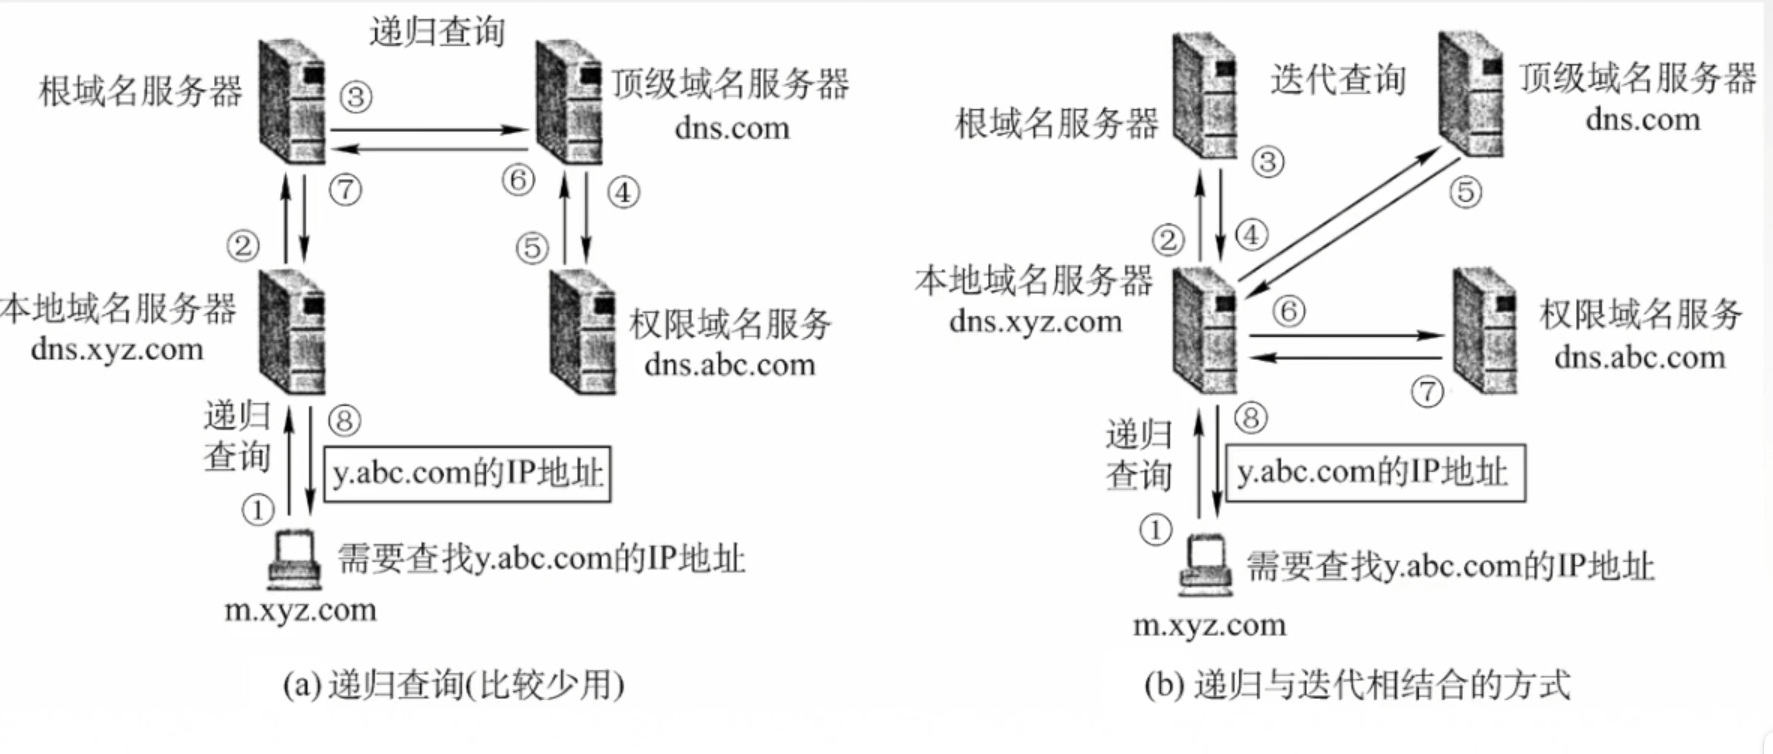 递归查询
根域名服务器
③
顶级域名服务器
dns.com
⑦
⑥
④
②
⑤
本地域名服务器
dns.xyz.com
权限域名服务
dns.abc.com
递归
查询
⑧
y.abc.com的IP地址
①
需要查找y.abc.com的IP地址
m.xyz.com
(a) 递归查询(比较少用)
迭代查询
根域名服务器
顶级域名服务器
dns.com
③
⑤
②
④
本地域名服务器
dns.xyz.com
⑥
权限域名服务
dns.abc.com
⑦
递归
查询
⑧
y.abc.com的IP地址
①
需要查找y.abc.com的IP地址
m.xyz.com
(b) 递归与迭代相结合的方式